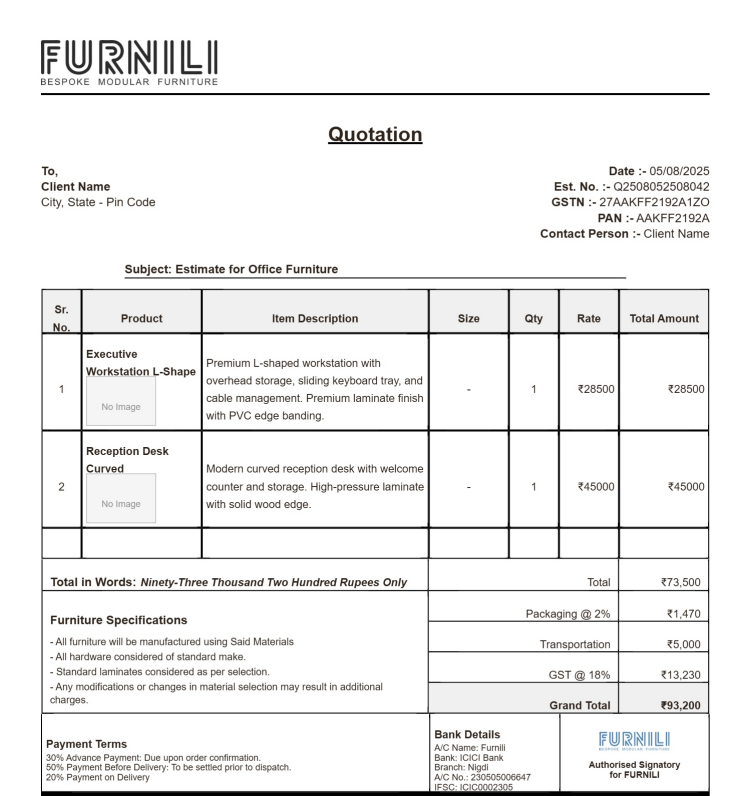 FURNILI
BESPOKE MODULAR FURNITURE
Quotation
To,
Client Name
City, State - Pin Code
Date :- 05/08/2025
Est. No. :- Q2508052508042
GSTN :- 27AAKFF2192A1ZO
PAN :- AAKFF2192A
Contact Person :- Client Name
Subject: Estimate for Office Furniture
Sr. No. Product Item Description Size Qty Rate Total Amount
1
Executive
Workstation L-Shape
No Image
Premium L-shaped workstation with
overhead storage, sliding keyboard tray, and
cable management. Premium laminate finish
with PVC edge banding.
- 1 ₹28500 ₹28500
2
Reception Desk
Curved
No Image
Modern curved reception desk with welcome
counter and storage. High-pressure laminate
with solid wood edge.
- 1 ₹45000 ₹45000
Total in Words: Ninety-Three Thousand Two Hundred Rupees Only
Total ₹73,500
Packaging @ 2% ₹1,470
Transportation ₹5,000
GST @ 18% ₹13,230
Grand Total ₹93,200
Furniture Specifications
- All furniture will be manufactured using Said Materials
- All hardware considered of standard make.
- Standard laminates considered as per selection.
- Any modifications or changes in material selection may result in additional
charges.
Payment Terms
30% Advance Payment: Due upon order confirmation.
50% Payment Before Delivery: To be settled prior to dispatch.
20% Payment on Delivery
Bank Details
A/C Name: Furnili
Bank: ICICI Bank
Branch: Nigdi
A/C No.: 230505006647
IFSC: ICIC0002305
FURNILI
BESPOKE MODULAR FURNITURE
Authorised Signatory
for FURNILI